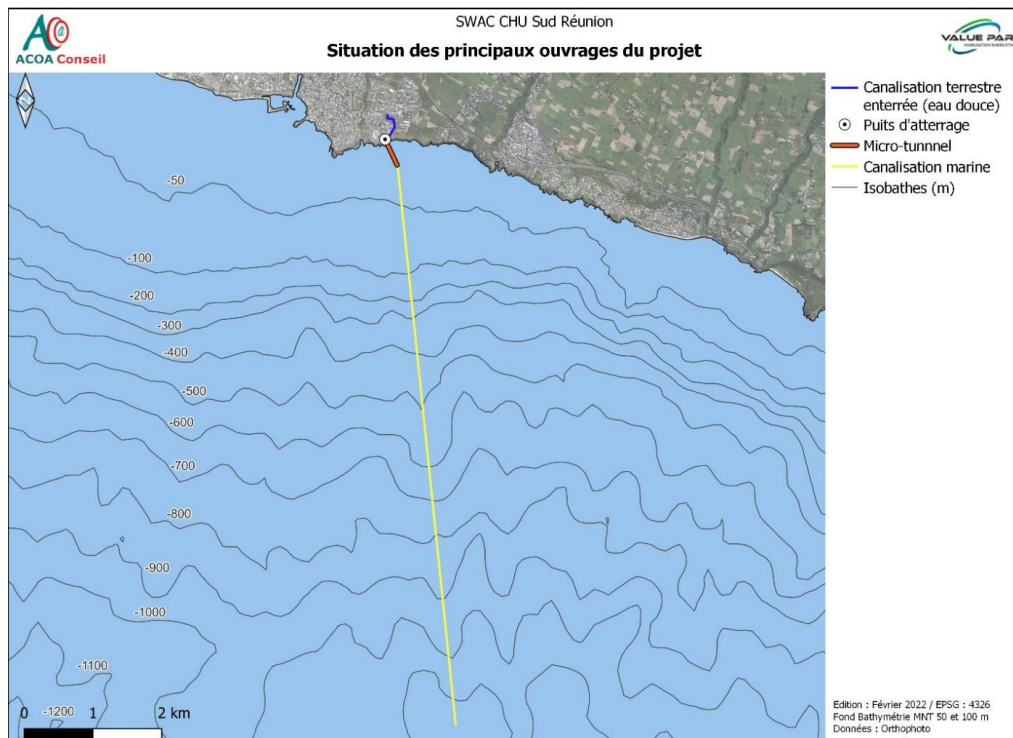 SWAC CHU Sud Réunion
Situation des principaux ouvrages du projet
ACOA Conseil
VALUE PAR
Canalisation terrestre
enterrée (eau douce)
Puits d'atterrage
Micro-tunnnel
Canalisation marine
Isobathes (m)
-50
-100
-200
-300
-400
-500
-600
-700
-800
-900
-1000
-1100
-1200
0 1 2 km
Edition : Février 2022 / EPSG : 4326
Fond Bathymétrie MNT 50 et 100 m
Données : Orthophoto